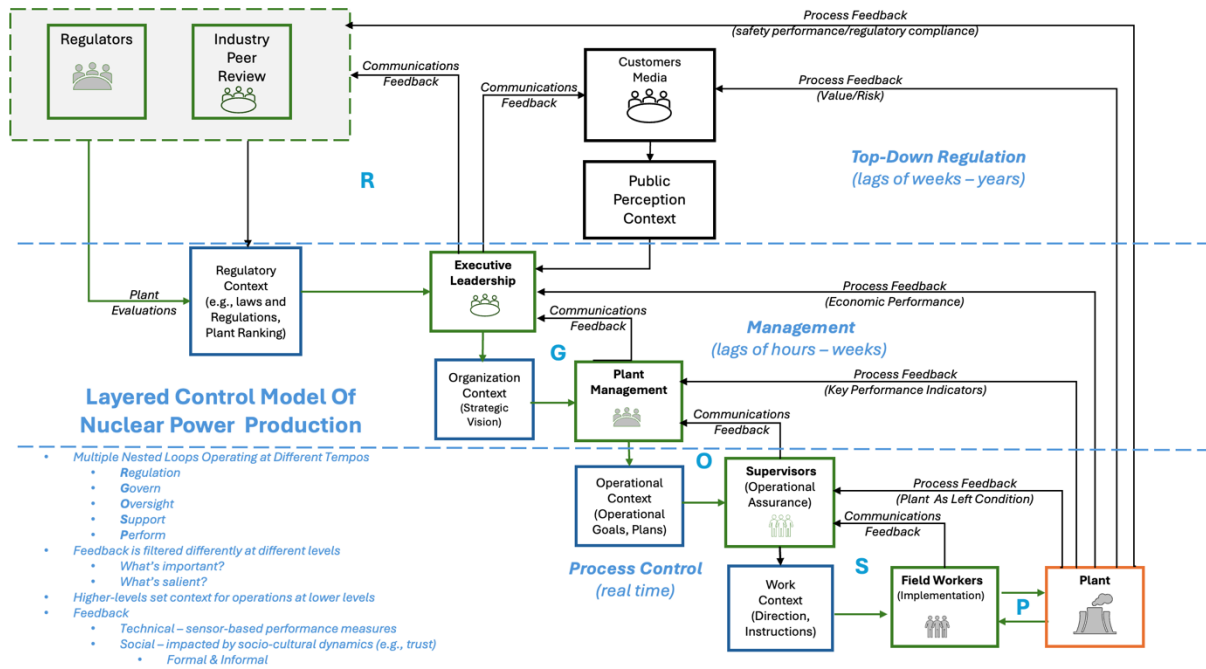 Regulators
Industry
Peer
Review
Communications
Feedback
Communications
Feedback
Customers
Media
Process Feedback
(safety performance/regulatory compliance)
Process Feedback
(Value/Risk)
R
Public
Perception
Context
Top-Down Regulation
(lags of weeks – years)
Plant
Evaluations
Regulatory
Context
(e.g., laws and
Regulations,
Plant Ranking)
Executive
Leadership
Process Feedback
(Economic Performance)
Communications
Feedback
Management
(lags of hours – weeks)
G
Organization
Context
(Strategic
Vision)
Plant
Management
Process Feedback
(Key Performance Indicators)
Communications
Feedback
Layered Control Model Of
Nuclear Power Production
• Multiple Nested Loops Operating at Different Tempos
• Regulation
• Govern
• Oversight
• Support
• Perform
• Feedback is filtered differently at different levels
• What's important?
• What's salient?
• Higher-levels set context for operations at lower levels
• Feedback
• Technical – sensor-based performance measures
• Social – impacted by socio-cultural dynamics (e.g., trust)
• Formal & Informal
O
Operational
Context
(Operational
Goals, Plans)
Supervisors
(Operational
Assurance)
Process Feedback
(Plant As Left Condition)
Communications
Feedback
Process Control
(real time)
Work
Context
(Direction,
Instructions)
S
Field Workers
(Implementation)
P
Plant